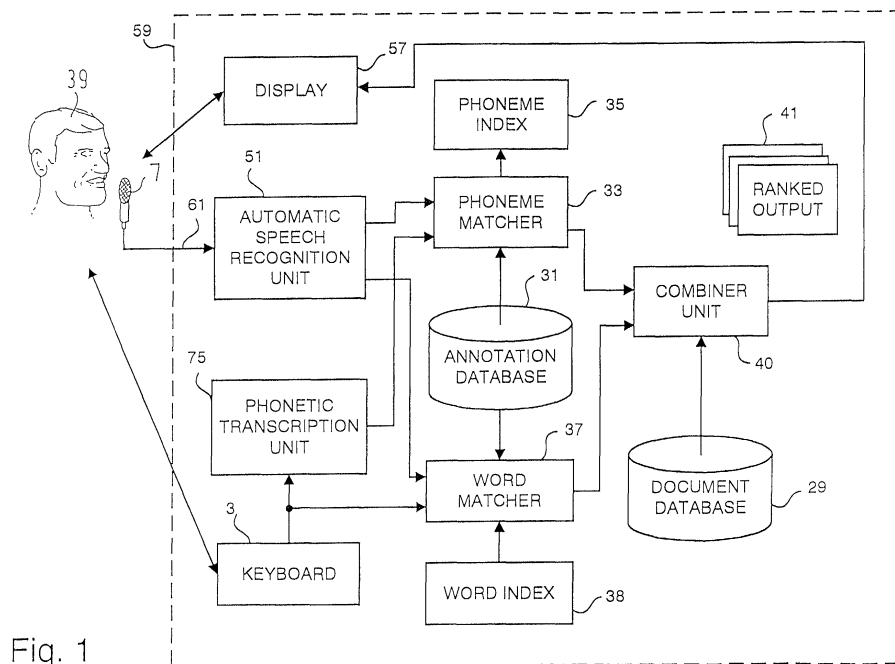 59
57
39
DISPLAY
PHONEME
INDEX
35
41
RANKED
OUTPUT
7
51
AUTOMATIC
SPEECH
RECOGNITION
UNIT
61
PHONEME
MATCHER
33
31
ANNOTATION
DATABASE
COMBINER
UNIT
40
75
PHONETIC
TRANSCRIPTION
UNIT
37
WORD
MATCHER
DOCUMENT
DATABASE
29
3
KEYBOARD
WORD INDEX
38
Fig. 1